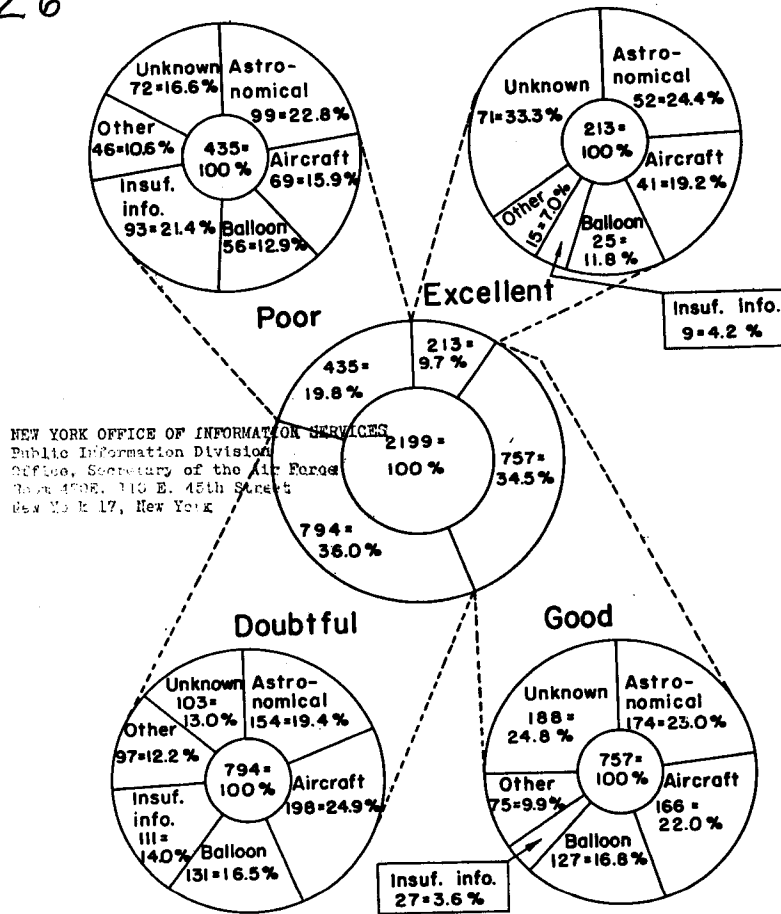 26
Unknown
72=16.6%
Astro-
nomical
99=22.8%
Other
46=10.6%
435=
100%
Aircraft
69=15.9%
Insuf.
info.
93=21.4%
Balloon
56=12.9%
Poor
Unknown
71=33.3%
Astro-
nomical
52=24.4%
213=
100%
Aircraft
41=19.2%
Other
15=7.0%
Balloon
25=
11.8%
Insuf. info.
9=4.2%
Excellent
435=
19.8%
213=
9.7%
2199=
100%
757=
34.5%
794=
36.0%
NEW YORK OFFICE OF INFORMATION SERVICES
Public Information Division
Office, Secretary of the Air Force
E. 45th Street
New York 17, New York
Doubtful
Unknown
103=
13.0%
Astro-
nomical
154=19.4%
Other
97=12.2%
794=
100%
Aircraft
198=24.9%
Insuf.
info.
111=
14.0%
Balloon
131=16.5%
Good
Unknown
188=
24.8%
Astro-
nomical
174=23.0%
757=
100%
Other
75=9.9%
Aircraft
166=
22.0%
Balloon
127=16.8%
Insuf. info.
27=3.6%